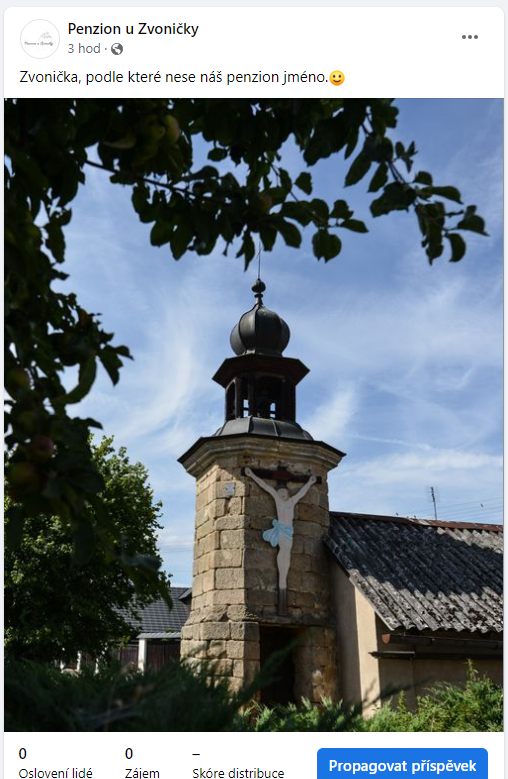 Penzion u Zvoničky
3 hod ·
Zvonička, podle které nese náš penzion jméno.🙂
0
0
–
Oslovení lidé
Zájem
Skóre distribuce
Propagovat příspěvek